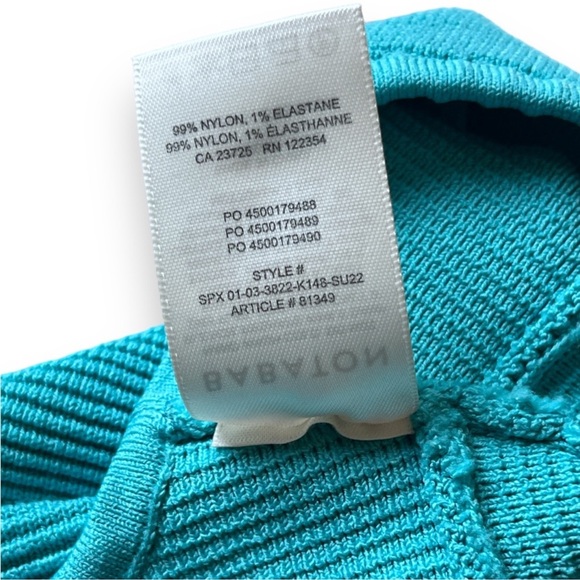 99% NYLON, 1% ELASTANE
99% NYLON, 1% ÉLASTHANNE
CA 23725 RN 122354
PO 4500179488
PO 4500179489
PO 4500179490
STYLE #
SPX 01-03-3822-K148-SU22
ARTICLE # 81349
BABATON